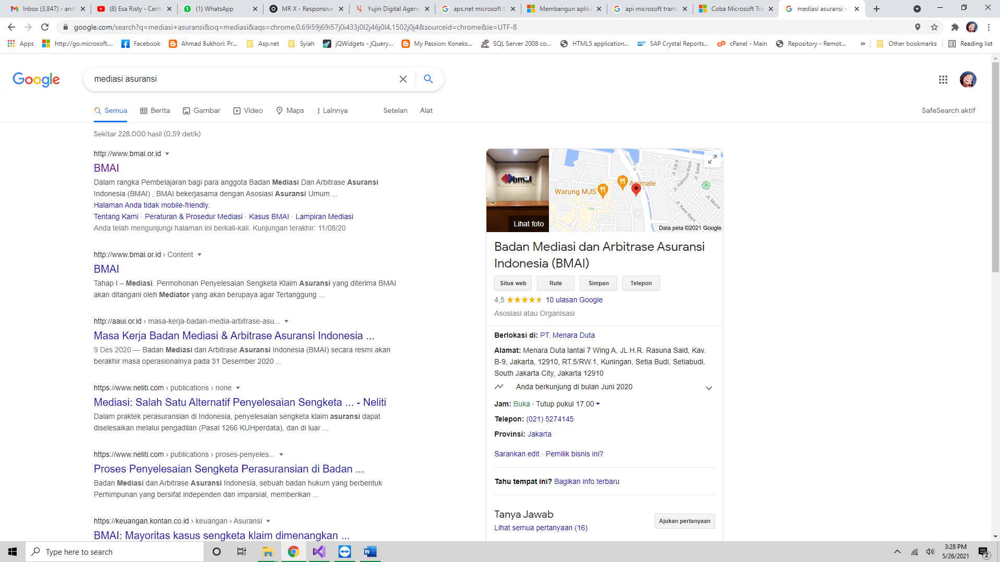 Inbox (3,847) - and
(8) Esa Risty - Cerit
(1) WhatsApp
MR X - Responsive
Yujin Digital Agenc
aps.net microsoft t
Membangun aplika
api microsoft trans
Coba Microsoft Tra
mediasi asuransi -
google.com/search?q=mediasi+asuransi&oq=mediasi&aqs=chrome.0.69i59j69i57j0i433j0l2j46j0l4.1502j0j4&sourceid=chrome&ie=UTF-8
Apps
http://go.microsoft....
Facebook
Ahmad Bukhori: Pr...
Asp.net
Syiah
jQWidgets - jQuery...
My Passion: Koneks...
SQL Server 2008 co...
HTML5 application...
SAP Crystal Reports...
cPanel - Main
Repository - Remot...
»
Other bookmarks
Reading list
Google
mediasi asuransi
Semua
Berita
Gambar
Video
Maps
Lainnya
Setelan
Alat
SafeSearch aktif
Sekitar 228.000 hasil (0,59 detik)
http://www.bmai.or.id
BMAI
Dalam rangka Pembelajaran bagi para anggota Badan Mediasi Dan Arbitrase Asuransi
Indonesia (BMAI) , BMAI bekerjasama dengan Asosiasi Asuransi Umum ...
Halaman Anda tidak mobile-friendly.
Tentang Kami · Peraturan & Prosedur Mediasi · Kasus BMAI · Lampiran Mediasi
Anda telah mengunjungi halaman ini berkali-kali. Kunjungan terakhir: 11/08/20
http://www.bmai.or.id › Content
BMAI
Tahap I – Mediasi. Permohonan Penyelesaian Sengketa Klaim Asuransi yang diterima BMAI
akan ditangani oleh Mediator yang akan berupaya agar Tertanggung ...
http://aaui.or.id › masa-kerja-badan-media-arbitrase-asu...
Masa Kerja Badan Mediasi & Arbitrase Asuransi Indonesia ...
9 Des 2020 — Badan Mediasi dan Arbitrase Asuransi Indonesia (BMAI) secara resmi akan
berakhir masa operasionalnya pada 31 Desember 2020 ...
https://www.neliti.com › publications › none
Mediasi: Salah Satu Alternatif Penyelesaian Sengketa ... - Neliti
Dalam praktek perasuransian di Indonesia, penyelesaian sengketa klaim asuransi dapat
diselesaikan melalui pengadilan (Pasal 1266 KUHperdata), dan di luar ...
https://www.neliti.com › publications › proses-penyeles...
Proses Penyelesaian Sengketa Perasuransian di Badan ...
Badan Mediasi dan Arbitrase Asuransi Indonesia, sebuah badan hukum yang berbentuk
Perhimpunan yang bersifat independen dan imparsial, memberikan ...
https://keuangan.kontan.co.id › keuangan › Asuransi
BMAI: Mayoritas kasus sengketa klaim dimenangkan ...
bmai
Lihat foto
Warung MJS
Animale
Jl. Edi II
Jl. Halimun Raya
Jl. Salak
Jl. Kawi Raya
JL. Muria
Data peta ©2021 Google
Badan Mediasi dan Arbitrase Asuransi
Indonesia (BMAI)
Situs web
Rute
Simpan
Telepon
4,5
10 ulasan Google
Asosiasi atau Organisasi
Berlokasi di: PT. Menara Duta
Alamat: Menara Duta lantai 7 Wing A, JL H.R. Rasuna Said, Kav.
B-9, Jakarta, 12910, RT.5/RW.1, Kuningan, Setia Budi, Setiabudi,
South Jakarta City, Jakarta 12910
Anda berkunjung di bulan Juni 2020
Jam: Buka · Tutup pukul 17.00
Telepon: (021) 5274145
Provinsi: Jakarta
Sarankan edit · Pemilik bisnis ini?
Tahu tempat ini? Bagikan info terbaru
Tanya Jawab
Lihat semua pertanyaan (16)
Ajukan pertanyaan
Type here to search
3:28 PM
5/26/2021
2